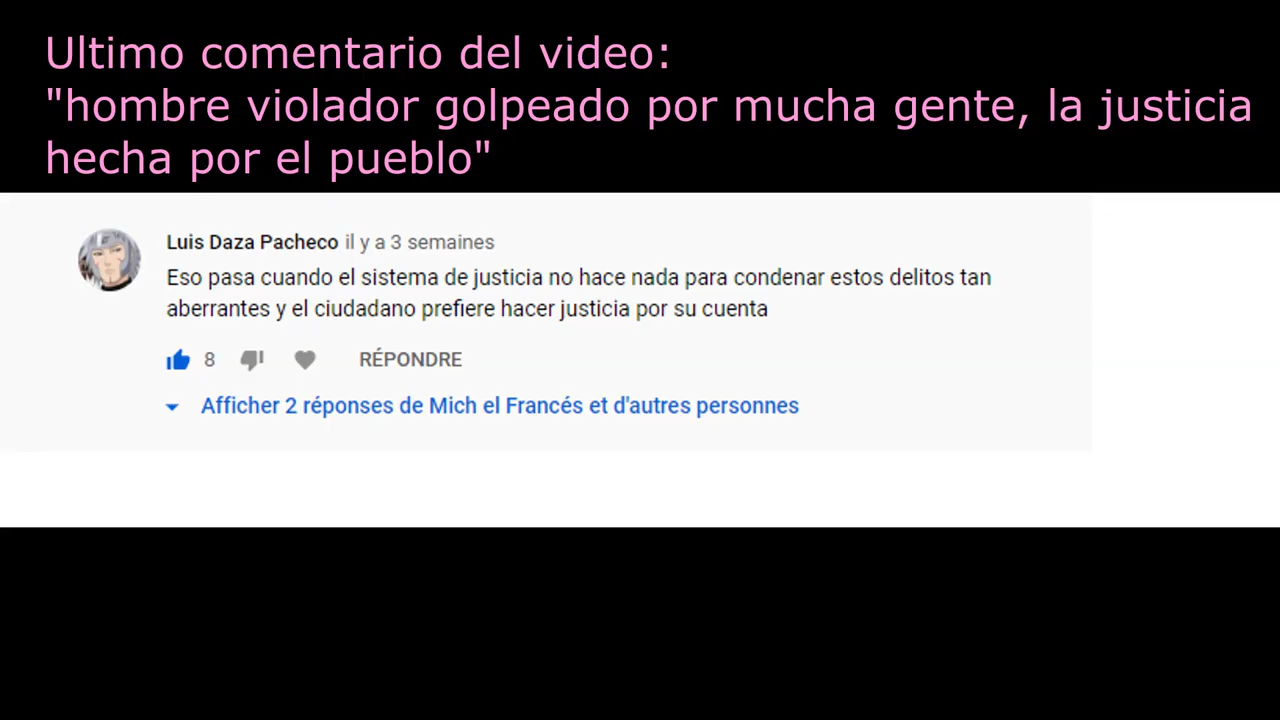 Ultimo comentario del video:
"hombre violador golpeado por mucha gente, la justicia
hecha por el pueblo"
Luis Daza Pacheco il y a 3 semaines
Eso pasa cuando el sistema de justicia no hace nada para condenar estos delitos tan
aberrantes y el ciudadano prefiere hacer justicia por su cuenta
8 RÉPONDRE
Afficher 2 réponses de Mich el Francés et d'autres personnes